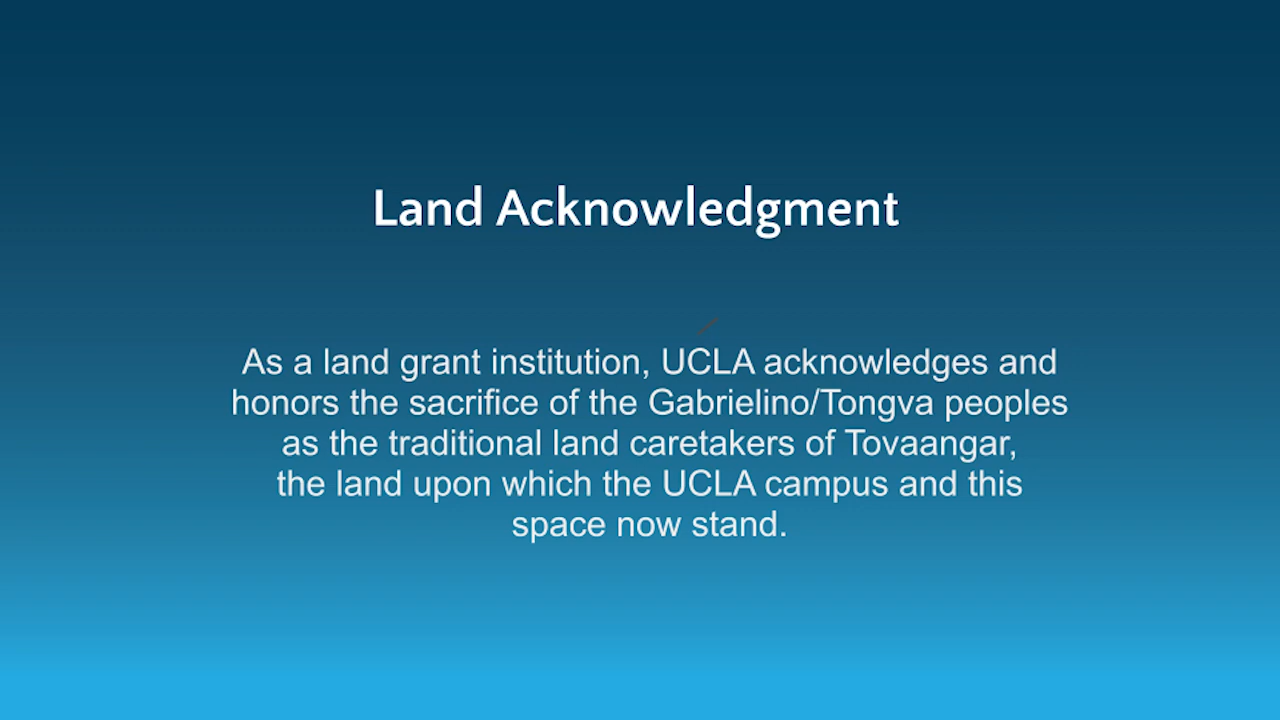 Land Acknowledgment
As a land grant institution, UCLA acknowledges and
honors the sacrifice of the Gabrielino/Tongva peoples
as the traditional land caretakers of Tovaangar,
the land upon which the UCLA campus and this
space now stand.